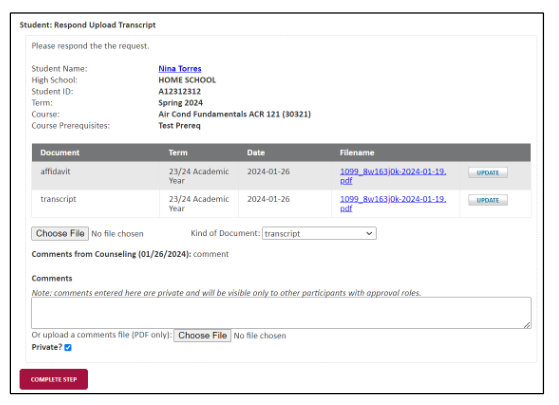 Student: Respond Upload Transcript
Please respond the the request.
Student Name: Nina Torres
High School: HOME SCHOOL
Student ID: A12312312
Term: Spring 2024
Course: Air Cond Fundamentals ACR 121 (30321)
Course Prerequisites: Test Prereq
Document Term Date Filename
affidavit 23/24 Academic Year 2024-01-26 1099_8w163j0k-2024-01-19.pdf UPDATE
transcript 23/24 Academic Year 2024-01-26 1099_8w163j0k-2024-01-19.pdf UPDATE
Choose File No file chosen Kind of Document: transcript
Comments from Counseling (01/26/2024): comment
Comments
Note: comments entered here are private and will be visible only to other participants with approval roles.
Or upload a comments file (PDF only): Choose File No file chosen
Private?
COMPLETE STEP